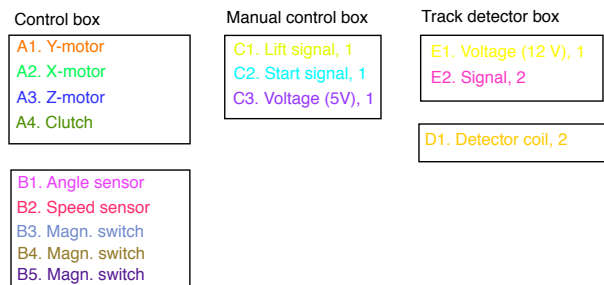 Control box
A1. Y-motor
A2. X-motor
A3. Z-motor
A4. Clutch
B1. Angle sensor
B2. Speed sensor
B3. Magn. switch
B4. Magn. switch
B5. Magn. switch
Manual control box
C1. Lift signal, 1
C2. Start signal, 1
C3. Voltage (5V), 1
Track detector box
E1. Voltage (12 V), 1
E2. Signal, 2
D1. Detector coil, 2